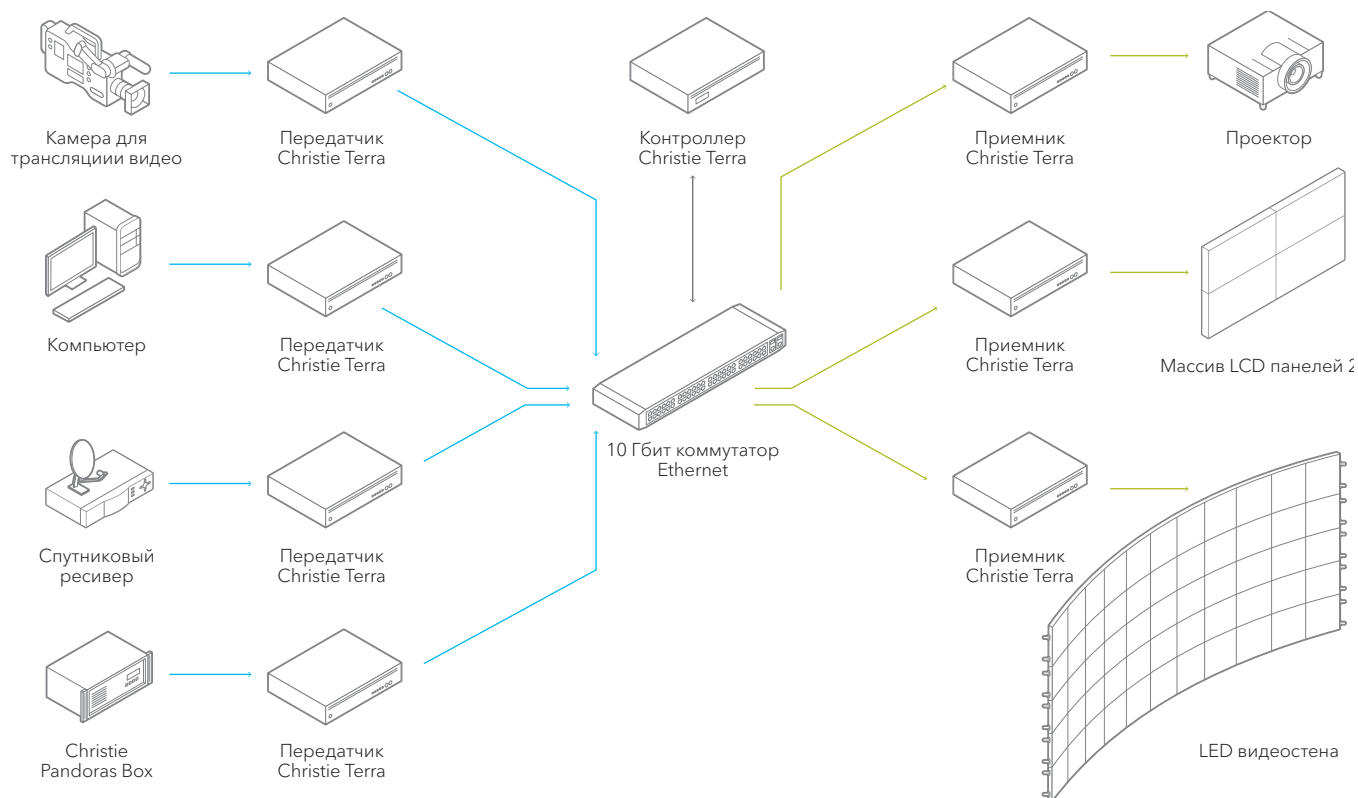 Камера для
трансляциии видео
Передатчик
Christie Terra
Контроллер
Christie Terra
Приемник
Christie Terra
Проектор
Компьютер
Передатчик
Christie Terra
Приемник
Christie Terra
Массив LCD панелей 2
10 Гбит коммутатор
Ethernet
Спутниковый
ресивер
Передатчик
Christie Terra
Приемник
Christie Terra
Christie
Pandoras Box
Передатчик
Christie Terra
LED видеостена